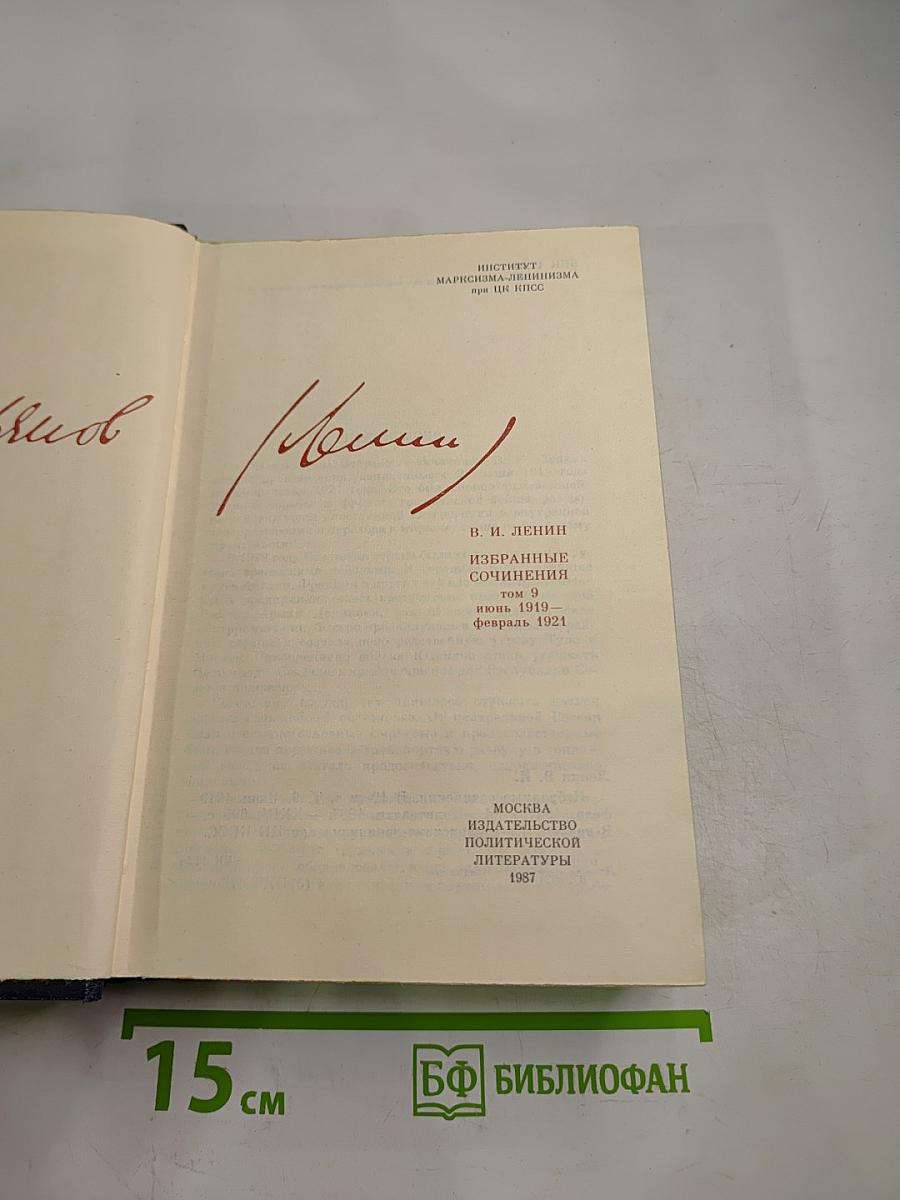 ИНСТИТУТ
МАРКСИЗМА-ЛЕНИНИЗМА
при ЦК КПСС
(Ленин)
В. И. ЛЕНИН
ИЗБРАННЫЕ
СОЧИНЕНИЯ
том 9
июнь 1919—
февраль 1921
МОСКВА
ИЗДАТЕЛЬСТВО
ПОЛИТИЧЕСКОЙ
ЛИТЕРАТУРЫ
1987
15 см
БФ БИБЛИОФАН